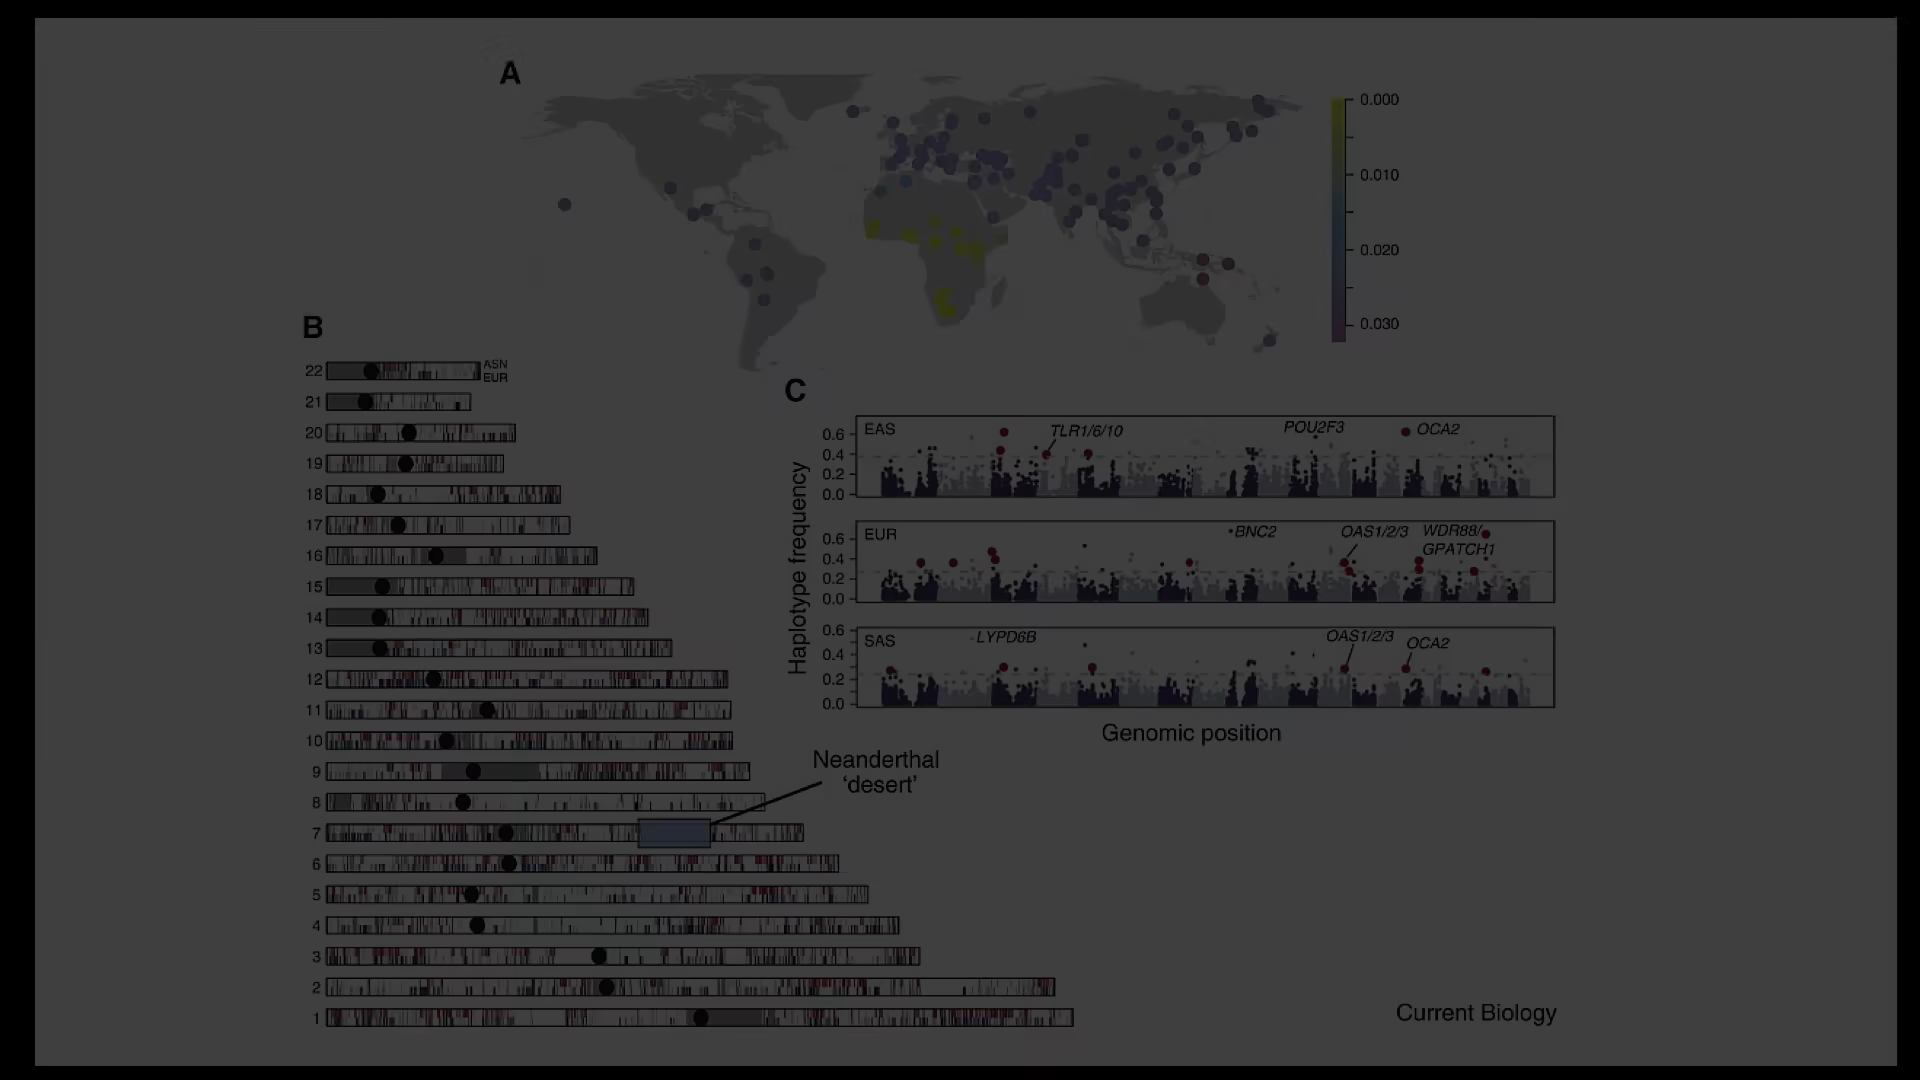 A
0.000
0.010
0.020
0.030
B
22
ASN
EUR
21
20
19
18
17
16
15
14
13
12
11
10
9
8
7
6
5
4
3
2
1
Neanderthal
‘desert’
C
Haplotype frequency
EAS
0.6
0.4
0.2
0.0
TLR1/6/10
POU2F3
OCA2
EUR
0.6
0.4
0.2
0.0
BNC2
OAS1/2/3
WDR88/
GPATCH1
SAS
0.6
0.4
0.2
0.0
LYPD6B
OAS1/2/3
OCA2
Genomic position
Current Biology